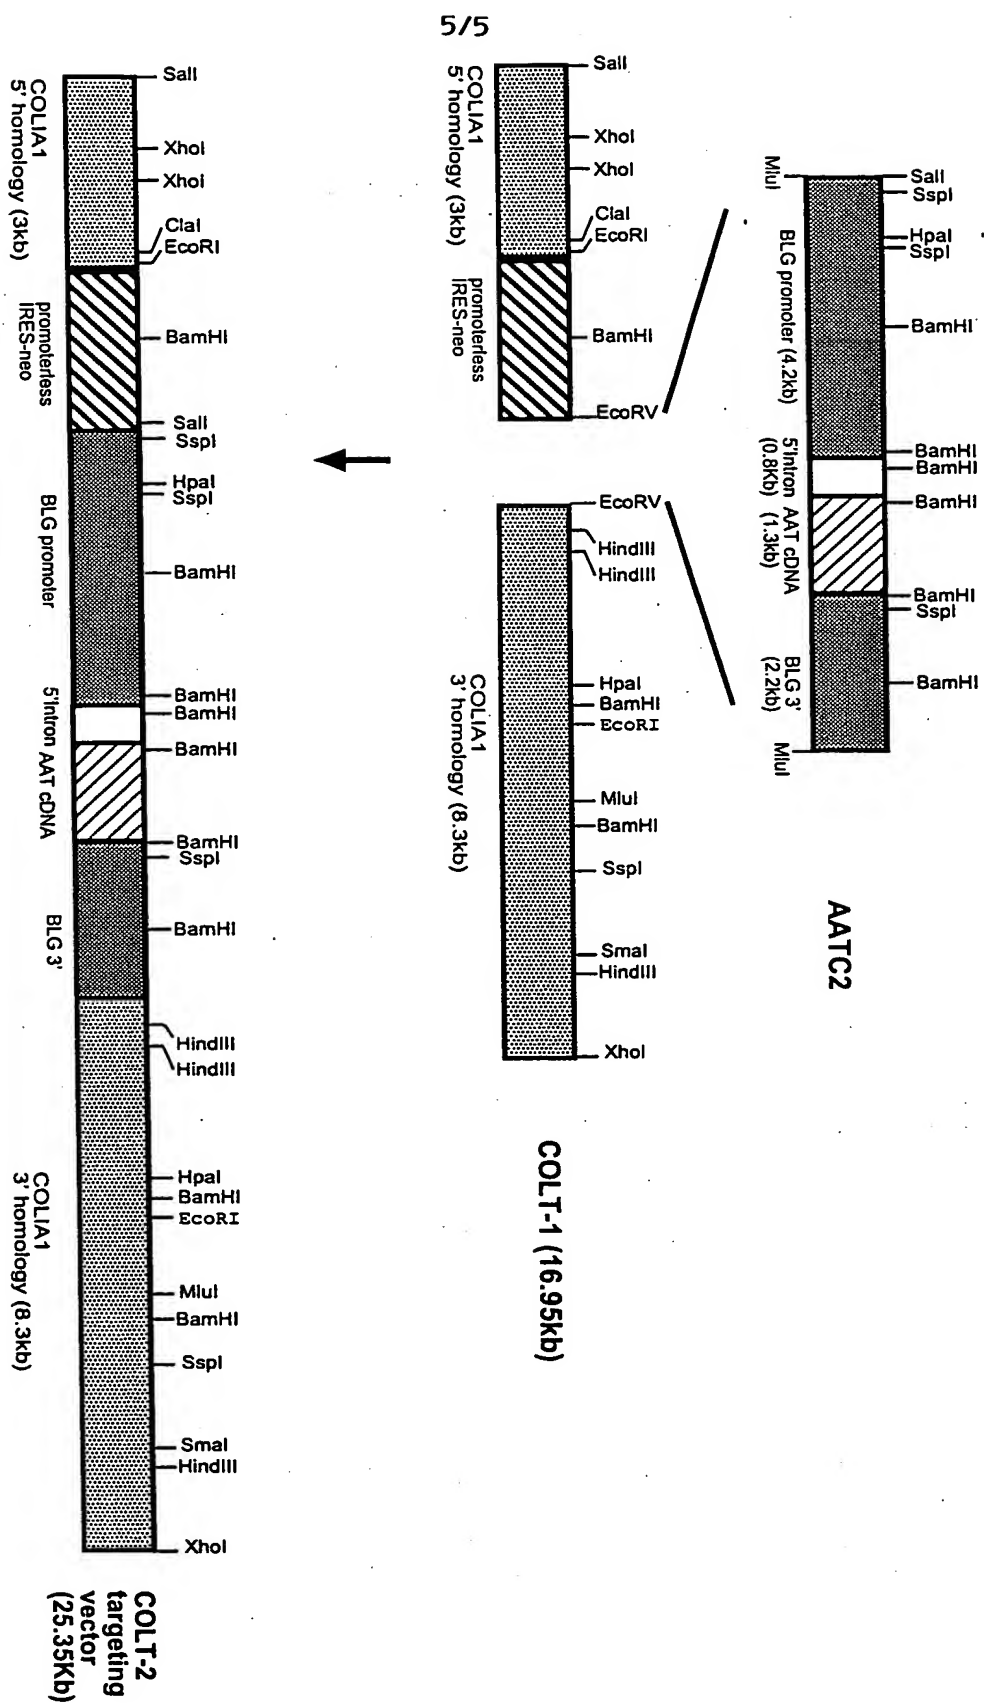 5/5
SalI
SspI
HpaI
SspI
BamHI
BamHI
BamHI
BamHI
BamHI
SspI
BamHI
MluI
BLG promoter (4.2kb)
5'Intron
(0.8Kb)
AAT cDNA
(1.3kb)
BLG 3'
(2.2kb)
MluI
AATC2
SalI
XhoI
XhoI
ClaI
EcoRI
BamHI
EcoRV
EcoRV
HindIII
HindIII
HpaI
BamHI
EcoRI
MluI
BamHI
SspI
SmaI
HindIII
XhoI
COLIA1
5' homology (3kb)
promoterless
IRES-neo
COLIA1
3' homology (8.3kb)
COLT-1 (16.95kb)
SalI
XhoI
XhoI
ClaI
EcoRI
BamHI
SalI
SspI
HpaI
SspI
BamHI
BamHI
BamHI
BamHI
BamHI
SspI
BamHI
HindIII
HindIII
HpaI
BamHI
EcoRI
MluI
BamHI
SspI
SmaI
HindIII
XhoI
COLIA1
5' homology (3kb)
promoterless
IRES-neo
BLG promoter
5'Intron
AAT cDNA
BLG 3'
COLIA1
3' homology (8.3kb)
COLT-2
targeting
vector
(25.35Kb)